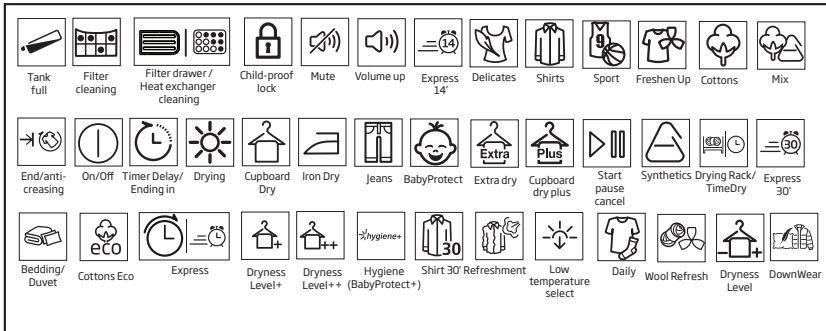 14
9
Tank full
Filter cleaning
Filter drawer / Heat exchanger cleaning
Child-proof lock
Mute
Volume up
Express 14'
Delicates
Shirts
Sport
Freshen Up
Cottons
Mix
Extra
Plus
30
End/anti-creasing
On/Off
Timer Delay/ Ending in
Drying
Cupboard Dry
Iron Dry
Jeans
BabyProtect
Extra dry
Cupboard dry plus
Start pause cancel
Synthetics
Drying Rack/ TimeDry
Express 30'
eco
+
++
hygiene+
30
- +
Bedding/ Duvet
Cottons Eco
Express
Dryness Level+
Dryness Level++
Hygiene (BabyProtect+)
Shirt 30'
Refreshment
Low temperature select
Daily
Wool Refresh
Dryness Level
DownWear